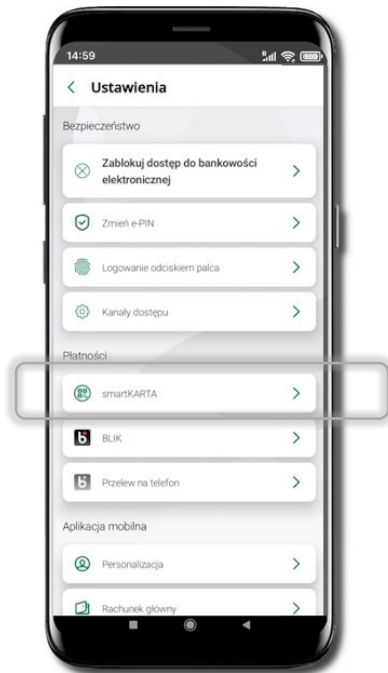 14:59
Ustawienia
Bezpieczeństwo
Zablokuj dostęp do bankowości
elektronicznej
Zmień e-PIN
Logowanie odciskiem palca
Kanały dostępu
Płatności
smartKARTA
BLIK
Przelew na telefon
Aplikacja mobilna
Personalizacja
Rachunek główny